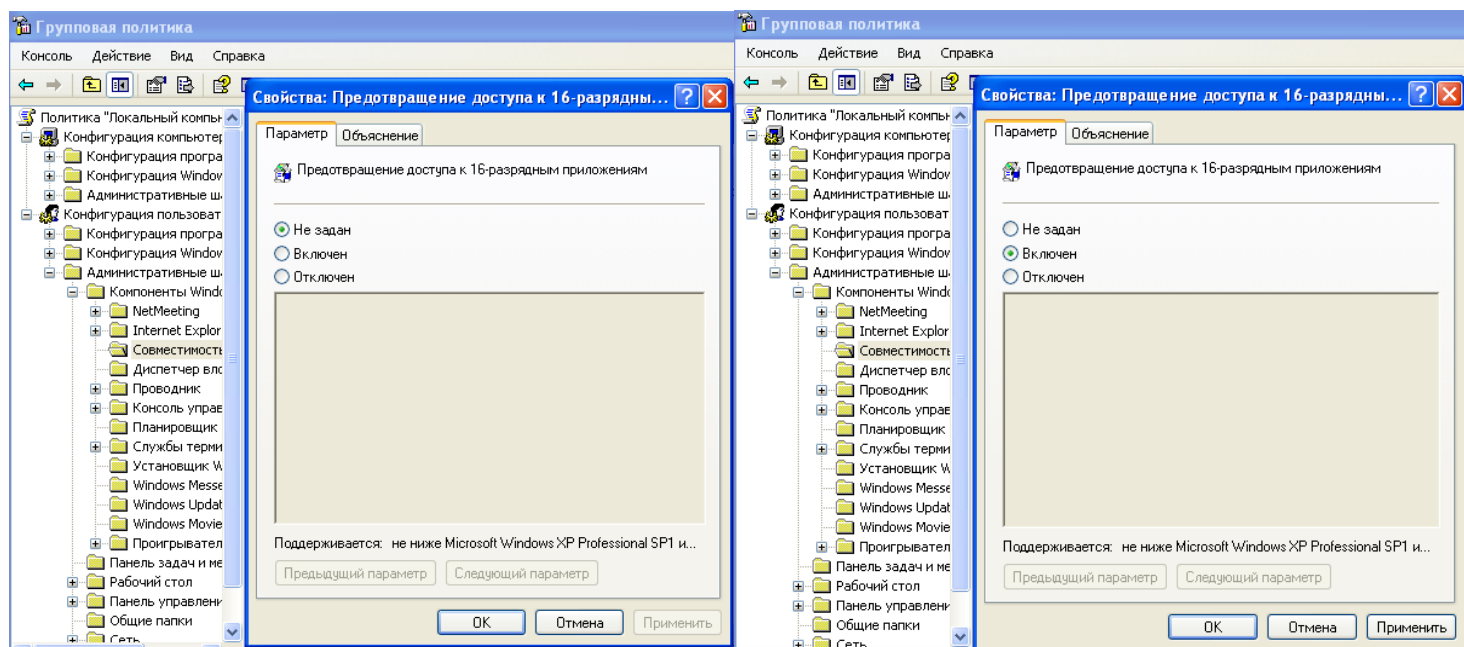 Групповая политика
Консоль Действие Вид Справка
Политика "Локальный компы
Конфигурация компьютер
Конфигурация програ
Конфигурация Window
Административные ш
Конфигурация пользоват
Конфигурация програ
Конфигурация Window
Административные ш
Компоненты Windo
NetMeeting
Internet Explor
Совместимость
Диспетчер вло
Проводник
Консоль управ
Планировщик
Службы терми
Установщик W
Windows Messe
Windows Updat
Windows Movie
Проигрывател
Панель задач и ме
Рабочий стол
Панель управлени
Общие папки
Сеть
Свойства: Предотвращение доступа к 16-разрядны...
Параметр Объяснение
Предотвращение доступа к 16-разрядным приложениям
Не задан
Включен
Отключен
Поддерживается: не ниже Microsoft Windows XP Professional SP1 и...
Предыдущий параметр Следующий параметр
OK Отмена Применить
Групповая политика
Консоль Действие Вид Справка
Политика "Локальный компы
Конфигурация компьютер
Конфигурация програ
Конфигурация Window
Административные ш
Конфигурация пользоват
Конфигурация програ
Конфигурация Window
Административные ш
Компоненты Windo
NetMeeting
Internet Explor
Совместимость
Диспетчер вло
Проводник
Консоль управ
Планировщик
Службы терми
Установщик W
Windows Messe
Windows Updat
Windows Movie
Проигрывател
Панель задач и ме
Рабочий стол
Панель управлени
Общие папки
Сеть
Свойства: Предотвращение доступа к 16-разрядны...
Параметр Объяснение
Предотвращение доступа к 16-разрядным приложениям
Не задан
Включен
Отключен
Поддерживается: не ниже Microsoft Windows XP Professional SP1 и...
Предыдущий параметр Следующий параметр
OK Отмена Применить